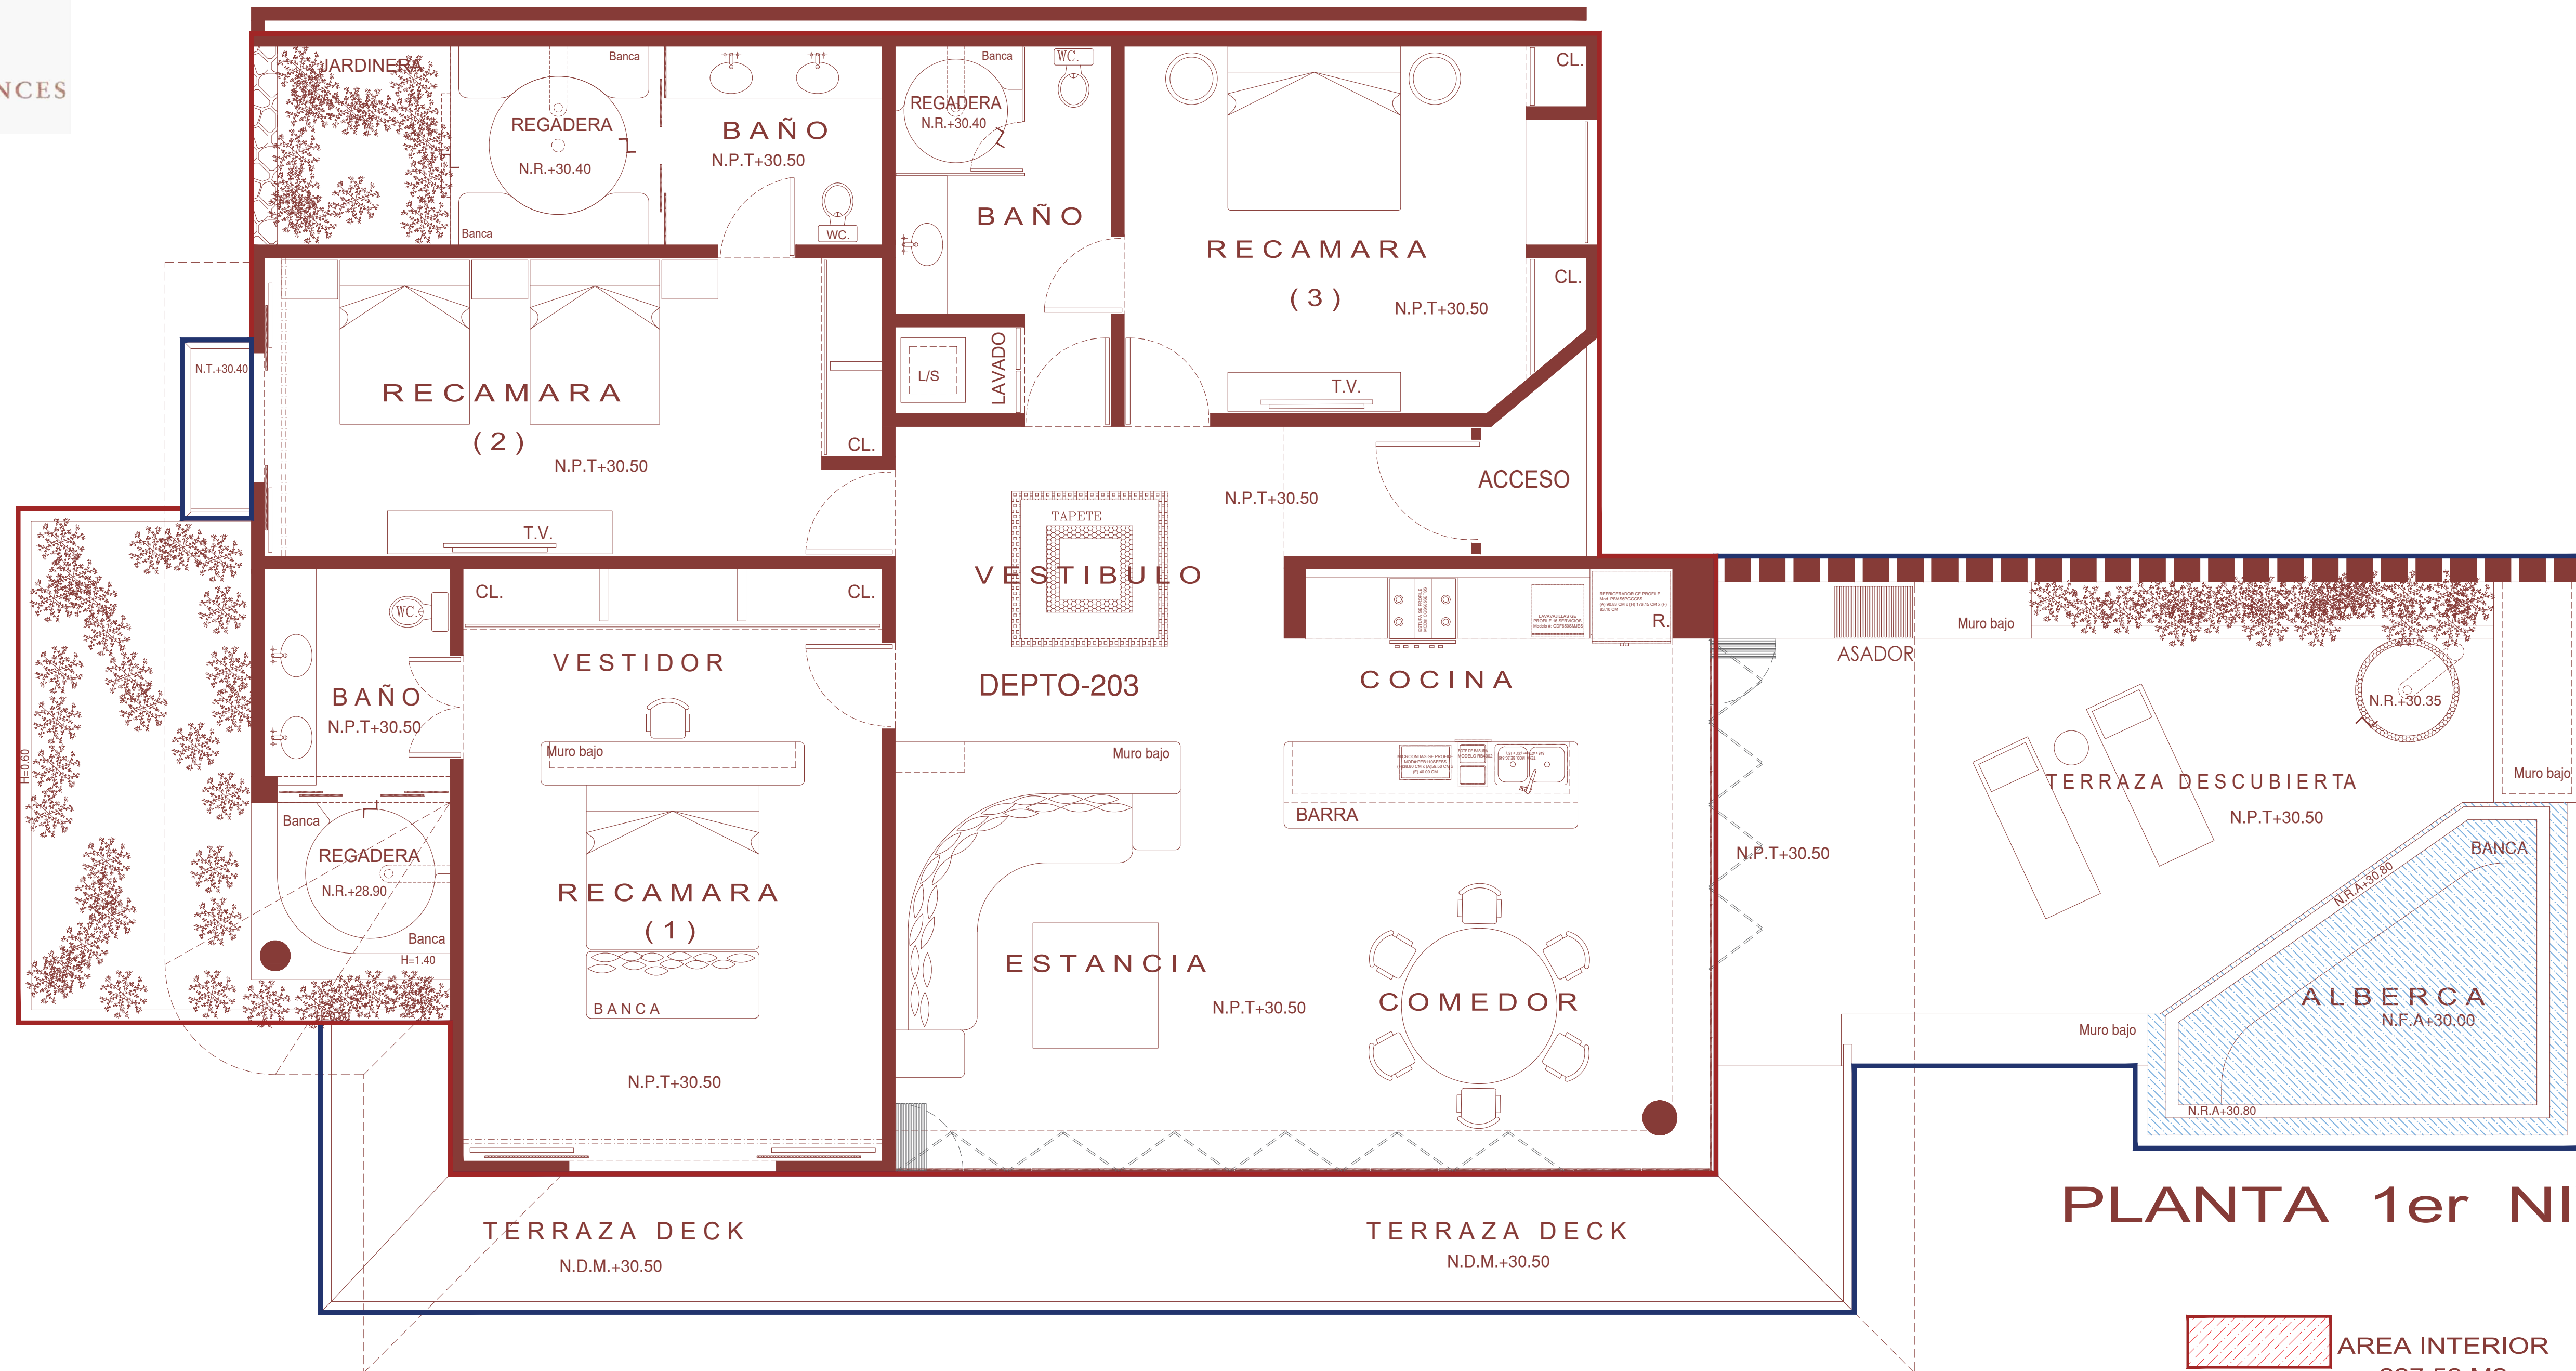 NCES
JARDINERA
Banca
REGADERA
N.R.+30.40
Banca
BAÑO
N.P.T+30.50
WC.
Banca
WC.
REGADERA
N.R.+30.40
BAÑO
RECAMARA
(3)
N.P.T+30.50
CL.
CL.
T.V.
L/S
LAVADO
N.T.+30.40
RECAMARA
(2)
N.P.T+30.50
CL.
T.V.
ACCESO
N.P.T+30.50
TAPETE
VESTIBULO
DEPTO-203
CL.
CL.
WC.
VESTIDOR
BAÑO
N.P.T+30.50
Muro bajo
H=0.60
Banca
REGADERA
N.R.+28.90
Banca
H=1.40
RECAMARA
(1)
BANCA
N.P.T+30.50
REFRIGERADOR GE PROFILE
R.
COCINA
Muro bajo
BARRA
ESTANCIA
N.P.T+30.50
COMEDOR
ASADOR
Muro bajo
N.R.+30.35
TERRAZA DESCUBIERTA
N.P.T+30.50
Muro bajo
N.P.T+30.50
BANCA
N.R.A+30.80
ALBERCA
N.F.A+30.00
Muro bajo
N.R.A+30.80
TERRAZA DECK
N.D.M.+30.50
TERRAZA DECK
N.D.M.+30.50
PLANTA 1er NI
AREA INTERIOR